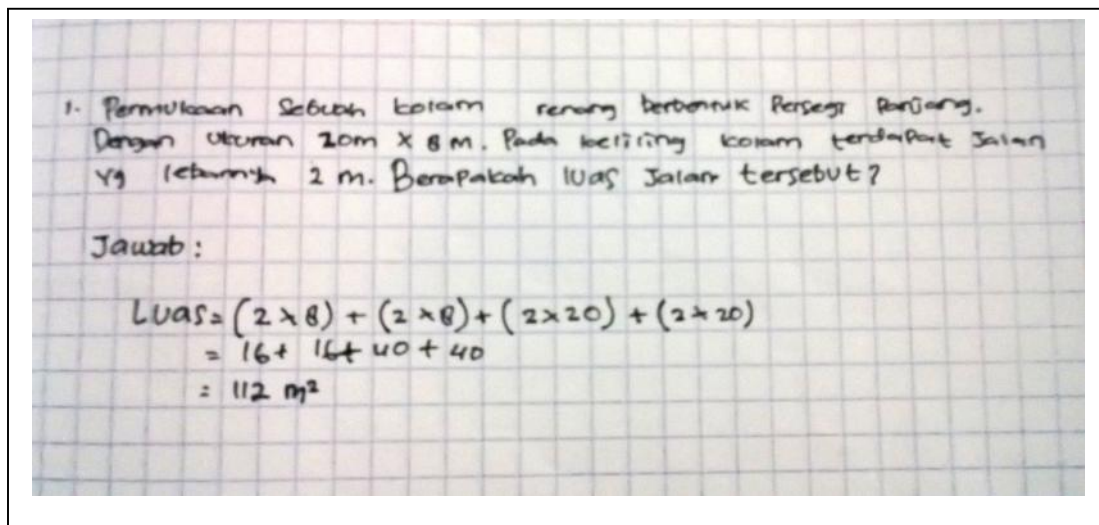 1. Permukaan Sebuah kolam renang berbentuk Persegi Panjang.
Dengan ukuran 20m x 8 m. Pada keliling kolam terdapat Jalan
yg lebarnya 2 m. Berapakah luas Jalan tersebut?
Jawab :
Luas = (2 x 8) + (2 x 8) + (2 x 20) + (2 x 20)
= 16 + 16 + 40 + 40
= 112 m²